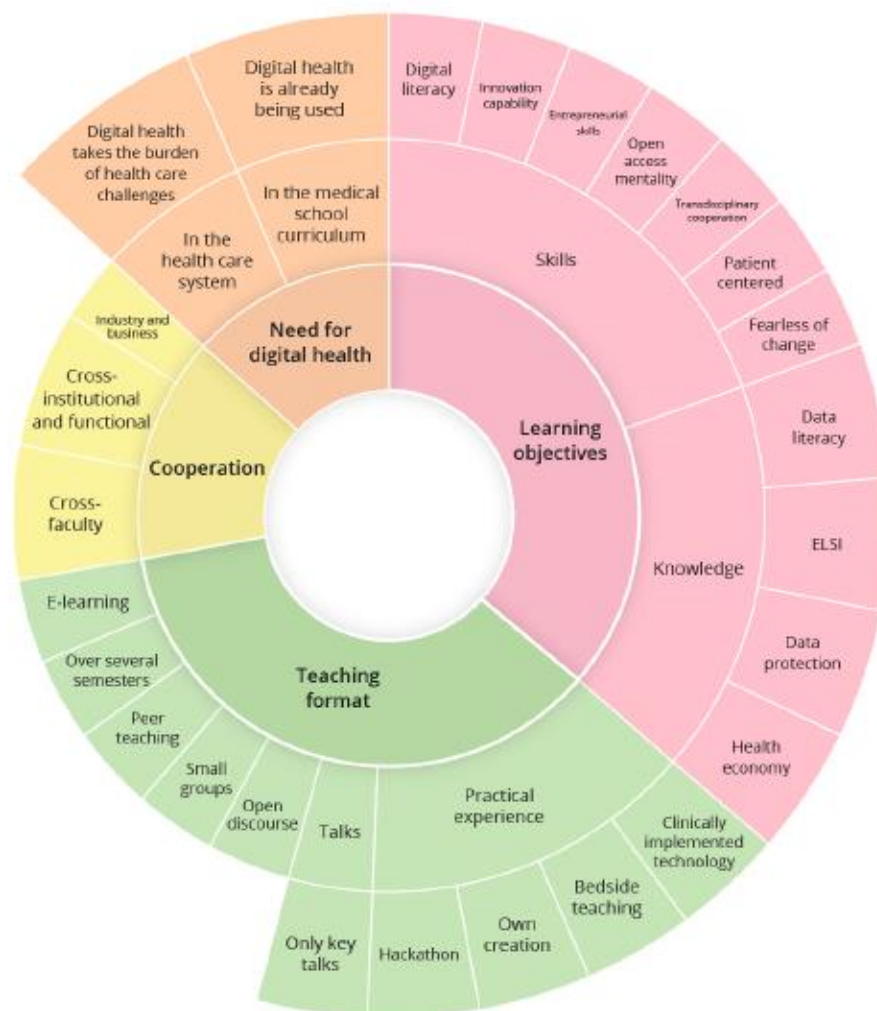 Need for
digital health
In the
health care
system
Digital health
takes the burden
of health care
challenges
In the medical
school
curriculum
Digital health
is already
being used
Learning
objectives
Skills
Digital
literacy
Innovation
capability
Entrepreneurial
skills
Open
access
mentality
Transdisciplinary
cooperation
Patient
centered
Fearless of
change
Knowledge
Data
literacy
ELSI
Data
protection
Health
economy
Teaching
format
Practical
experience
Clinically
implemented
technology
Bedside
teaching
Own
creation
Hackathon
Talks
Only key
talks
Open
discourse
Small
groups
Peer
teaching
Over several
semesters
E-learning
Cooperation
Cross-
faculty
Cross-
institutional
and functional
Industry and
business